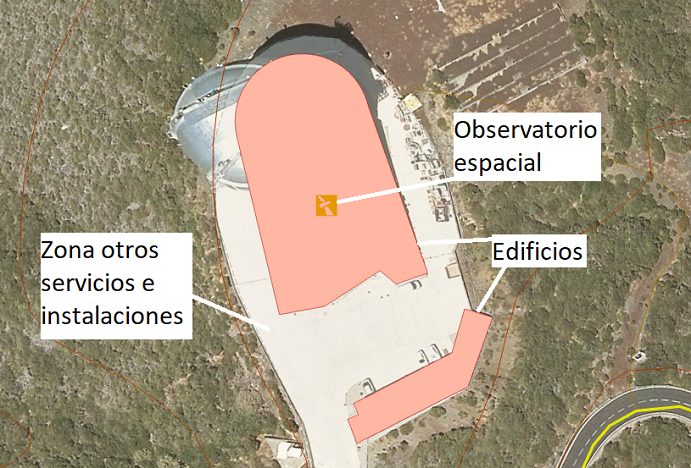 Observatorio
espacial
Zona otros
servicios e
instalaciones
Edificios